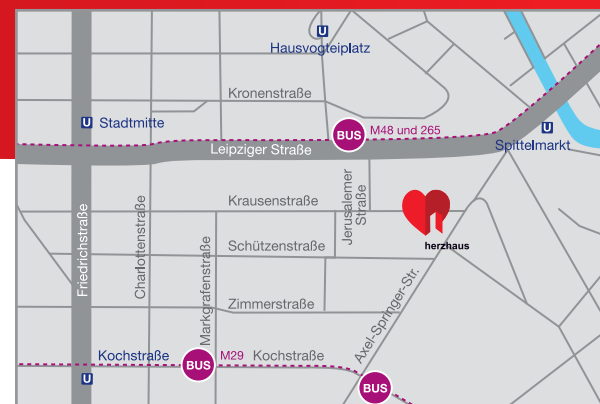 U
Hausvogteiplatz
Kronenstraße
U Stadtmitte
BUS M48 und 265
U
Spittelmarkt
Leipziger Straße
Friedrichstraße
Charlottenstraße
Krausenstraße
Jerusalemer
Straße
herzhaus
Markgrafenstraße
Schützenstraße
Axel-Springer-Str.
Zimmerstraße
Kochstraße
BUS M29
Kochstraße
U
BUS